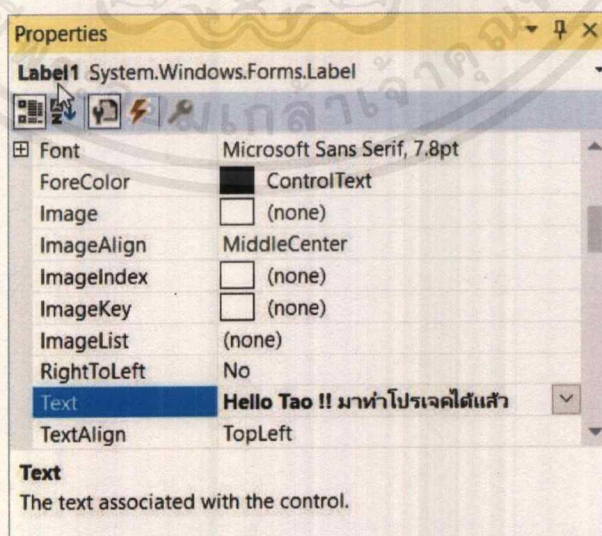 Properties
Label1 System.Windows.Forms.Label
Font Microsoft Sans Serif, 7.8pt
ForeColor ControlText
Image (none)
ImageAlign MiddleCenter
ImageIndex (none)
ImageKey (none)
ImageList (none)
RightToLeft No
Text Hello Tao !! มาทำโปรเจคได้แล้ว
TextAlign TopLeft
Text
The text associated with the control.